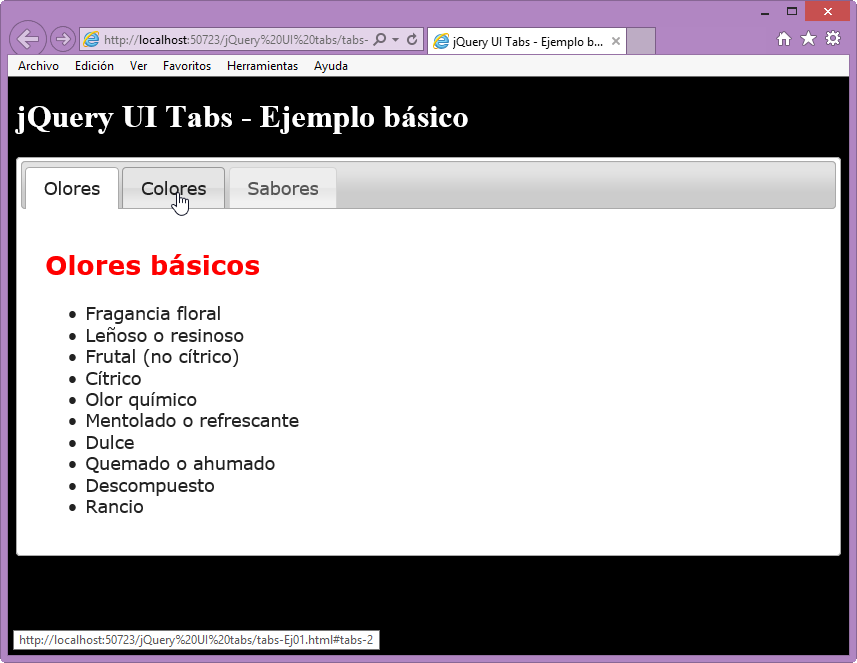 http://localhost:50723/jQuery%20UI%20tabs/tabs-
jQuery UI Tabs - Ejemplo b...
Archivo Edición Ver Favoritos Herramientas Ayuda
jQuery UI Tabs - Ejemplo básico
Olores Colores Sabores
Olores básicos
Fragancia floral
Leñoso o resinoso
Frutal (no cítrico)
Cítrico
Olor químico
Mentolado o refrescante
Dulce
Quemado o ahumado
Descompuesto
Rancio
http://localhost:50723/jQuery%20UI%20tabs/tabs-Ej01.html#tabs-2